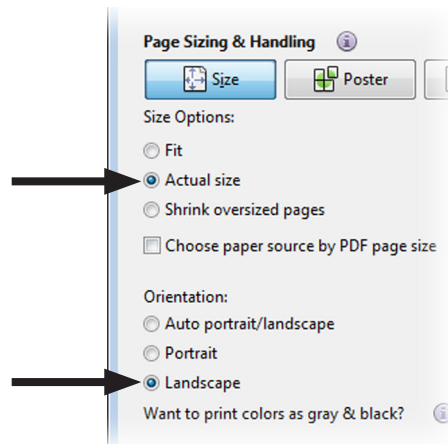 Page Sizing & Handling
Size Poster
Size Options:
Fit
Actual size
Shrink oversized pages
Choose paper source by PDF page size
Orientation:
Auto portrait/landscape
Portrait
Landscape
Want to print colors as gray & black?